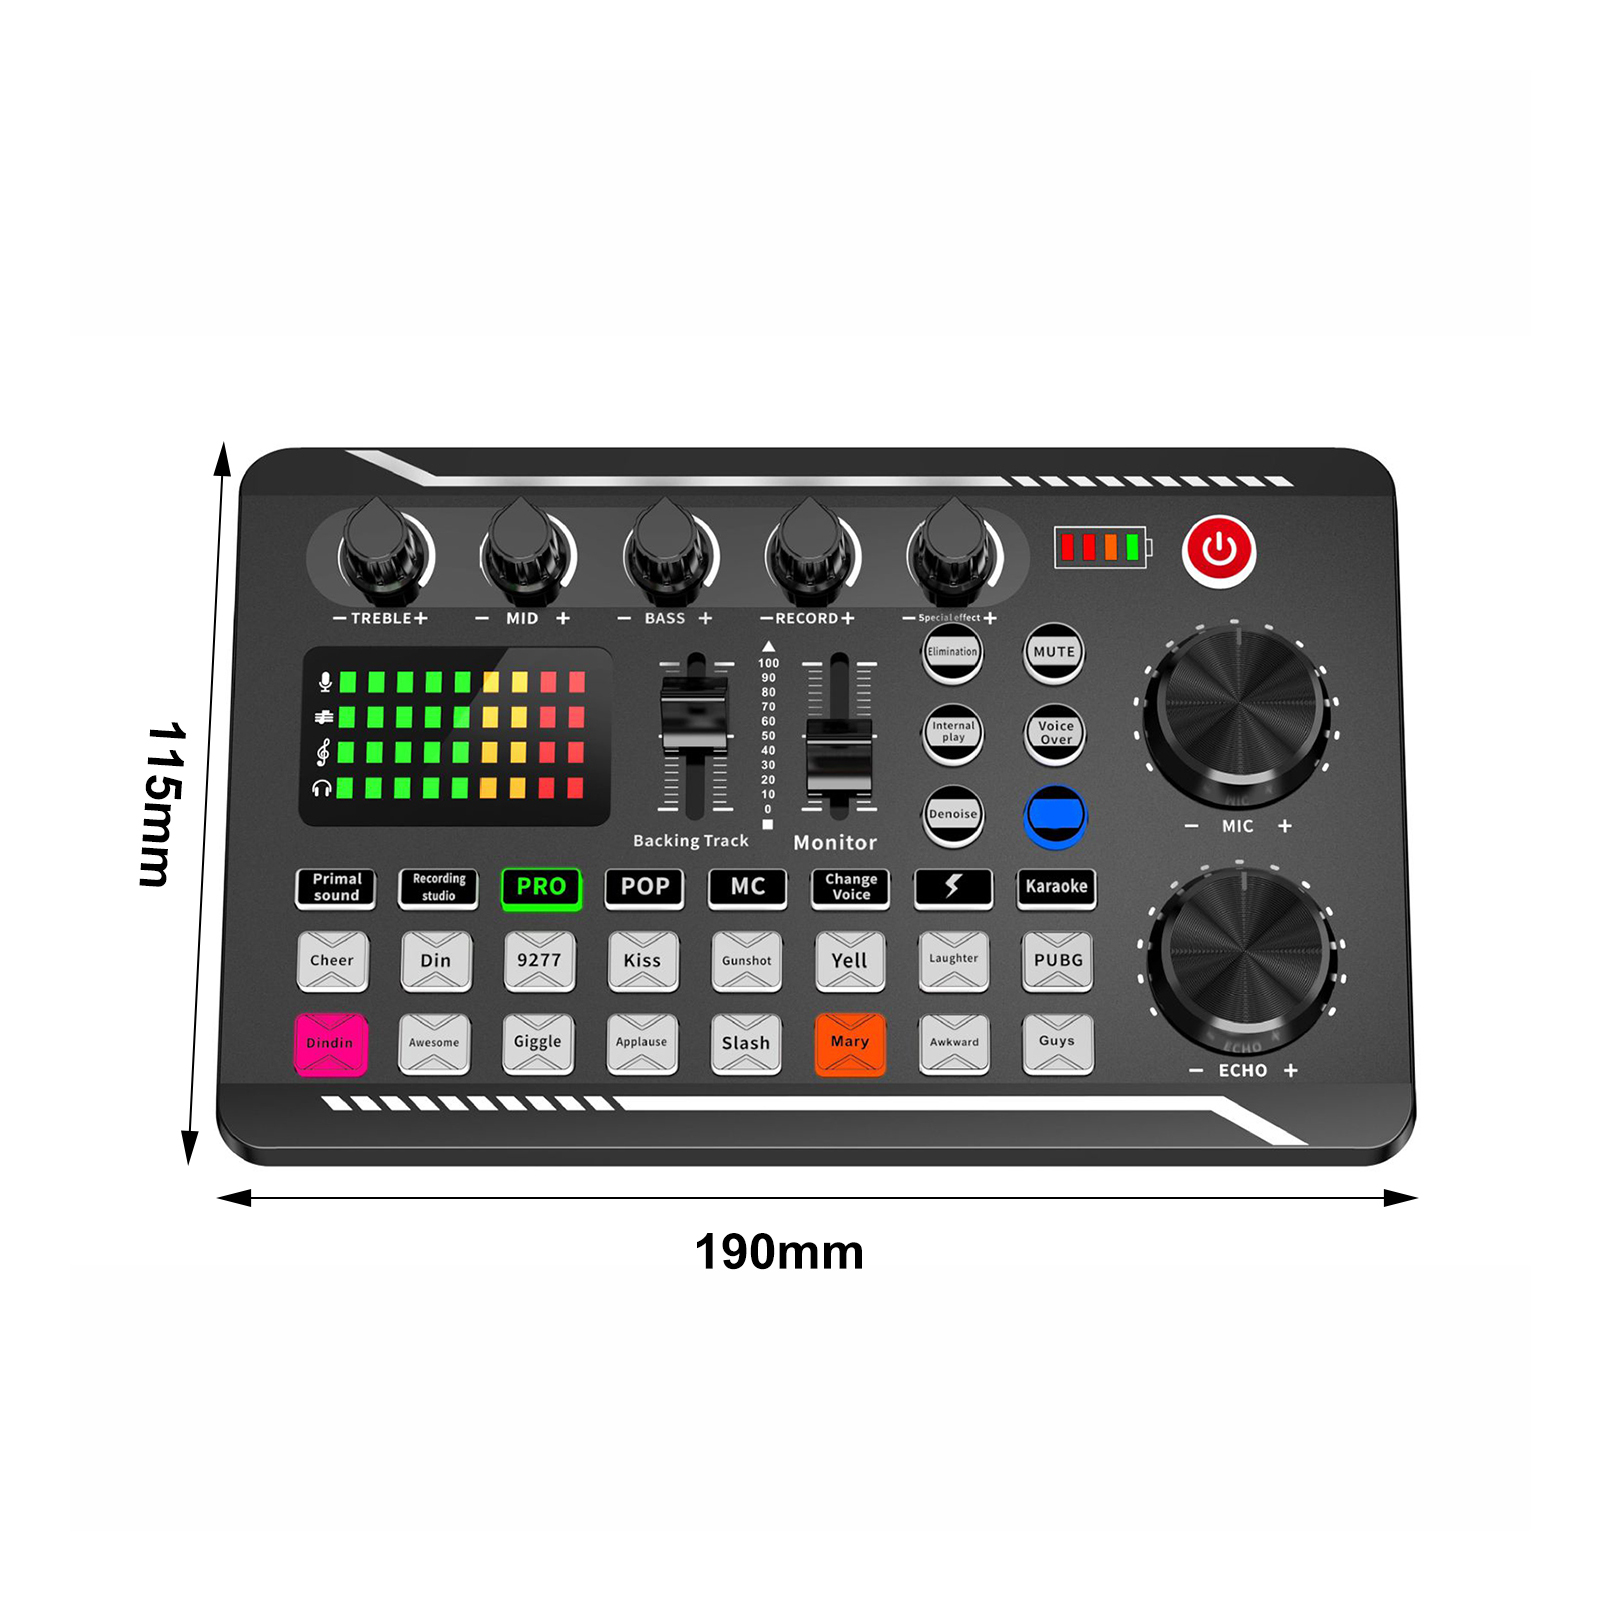 − TREBLE +
− MID +
− BASS +
− RECORD +
− Special effect +
Elimination
MUTE
100
90
80
70
60
50
40
30
20
10
0
Internal
play
Voice
Over
Denoise
Backing Track
Monitor
MIC
− MIC +
Primal
sound
Recording
studio
PRO
POP
MC
Change
Voice
Karaoke
Cheer
Din
9277
Kiss
Gunshot
Yell
Laughter
PUBG
Dindin
Awesome
Giggle
Applause
Slash
Mary
Awkward
Guys
ECHO
− ECHO +
115mm
190mm